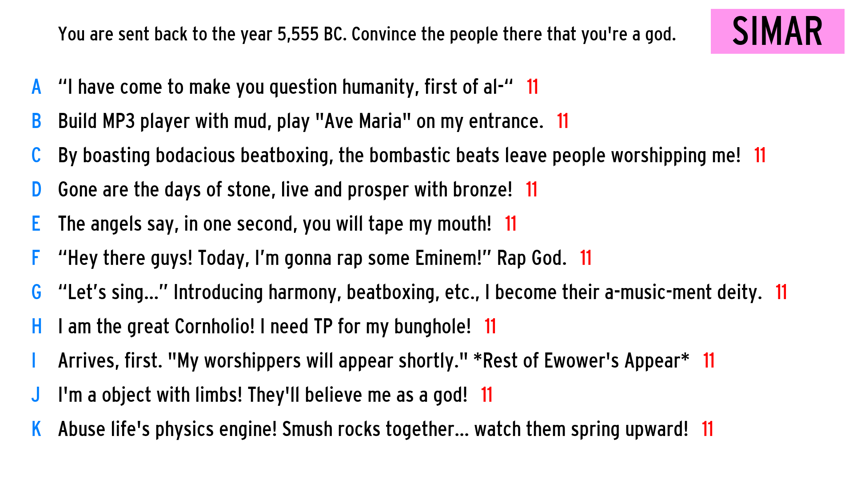 You are sent back to the year 5,555 BC. Convince the people there that you're a god.
SIMAR
A “I have come to make you question humanity, first of al-“ 11
B Build MP3 player with mud, play "Ave Maria" on my entrance. 11
C By boasting bodacious beatboxing, the bombastic beats leave people worshipping me! 11
D Gone are the days of stone, live and prosper with bronze! 11
E The angels say, in one second, you will tape my mouth! 11
F “Hey there guys! Today, I’m gonna rap some Eminem!” Rap God. 11
G “Let’s sing...” Introducing harmony, beatboxing, etc., I become their a-music-ment deity. 11
H I am the great Cornholio! I need TP for my bunghole! 11
I Arrives, first. "My worshippers will appear shortly." *Rest of Ewower's Appear* 11
J I'm a object with limbs! They'll believe me as a god! 11
K Abuse life's physics engine! Smush rocks together... watch them spring upward! 11